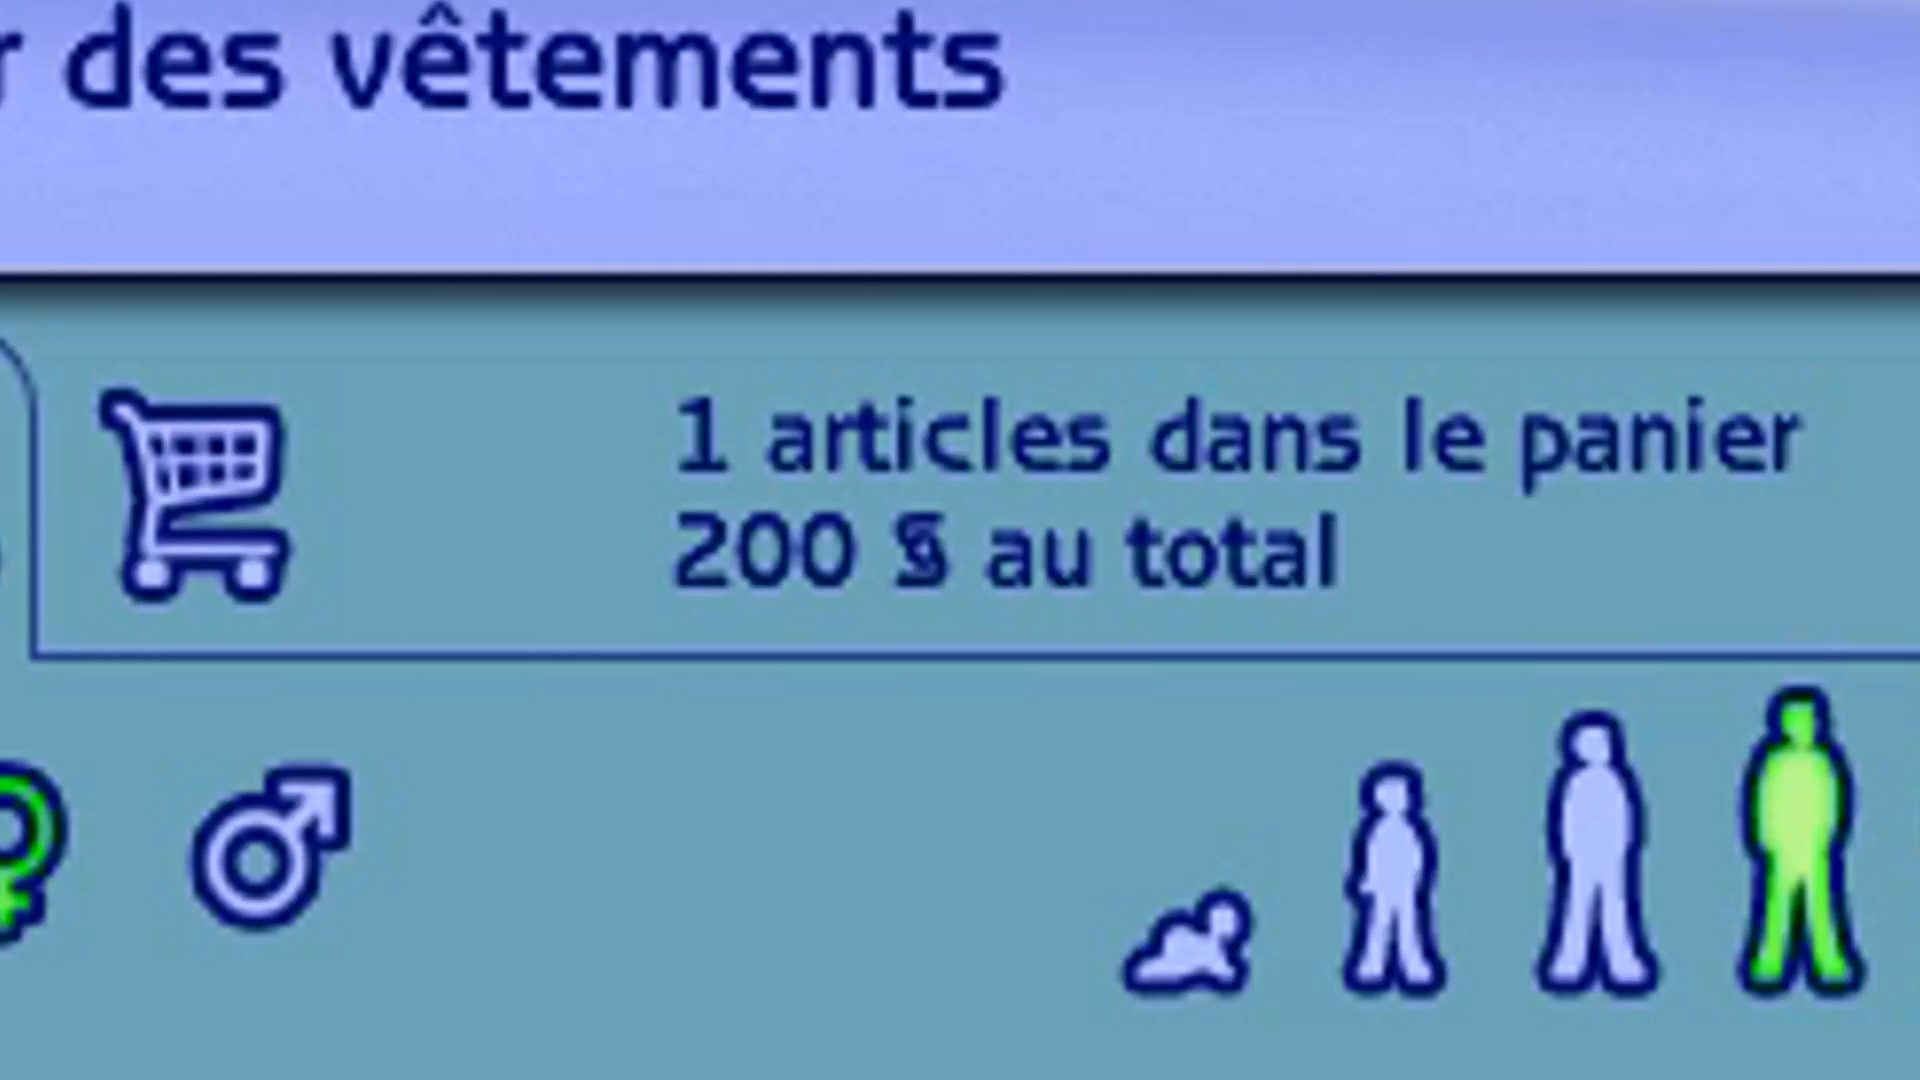 r des vêtements
1 articles dans le panier
200 § au total